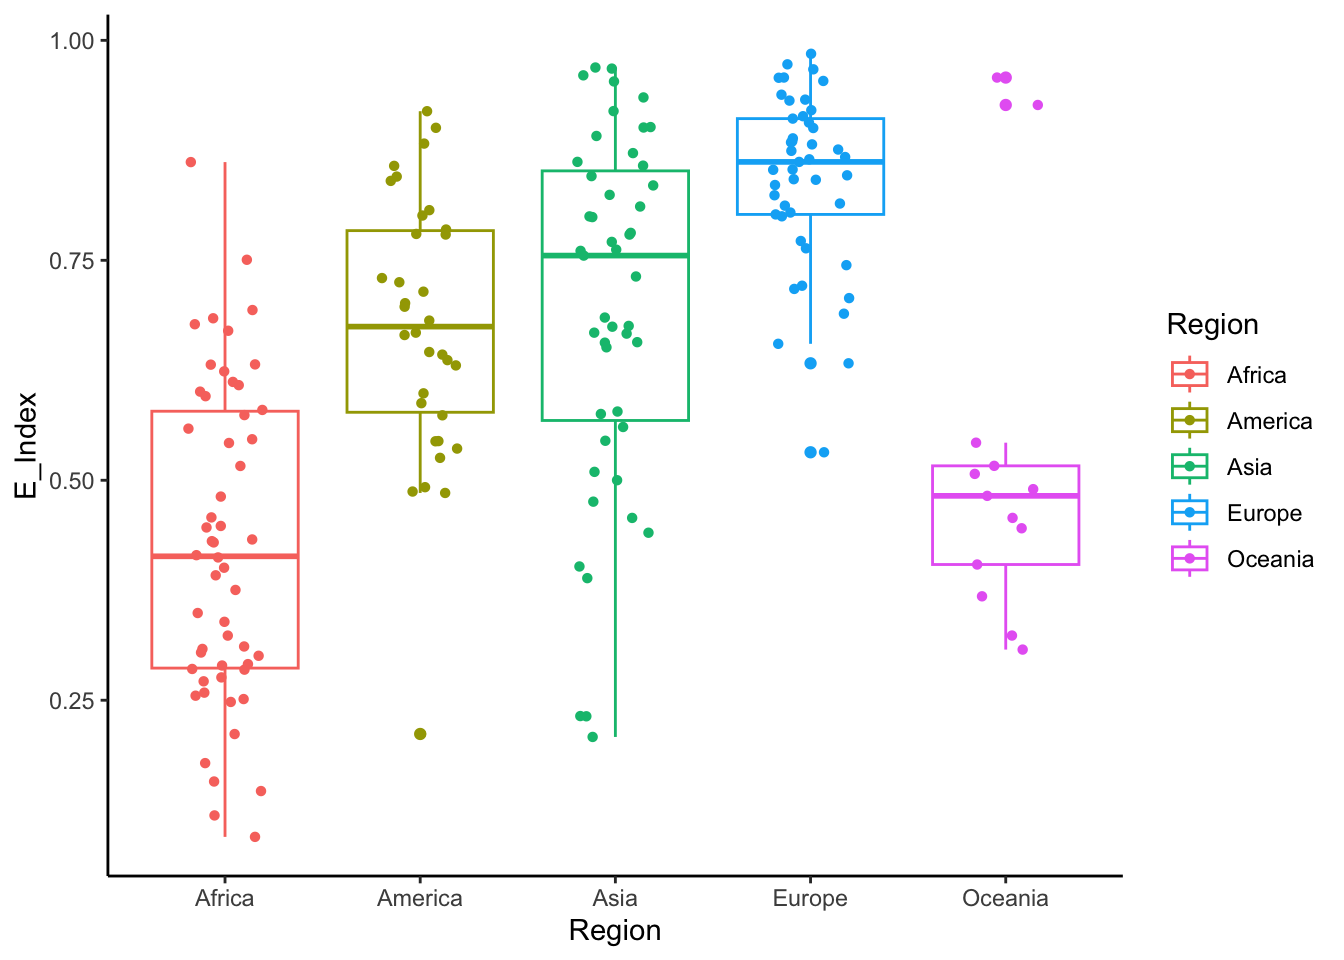 1.00
0.75
0.50
0.25
E_Index
Africa
America
Asia
Europe
Oceania
Region
Region
Africa
America
Asia
Europe
Oceania